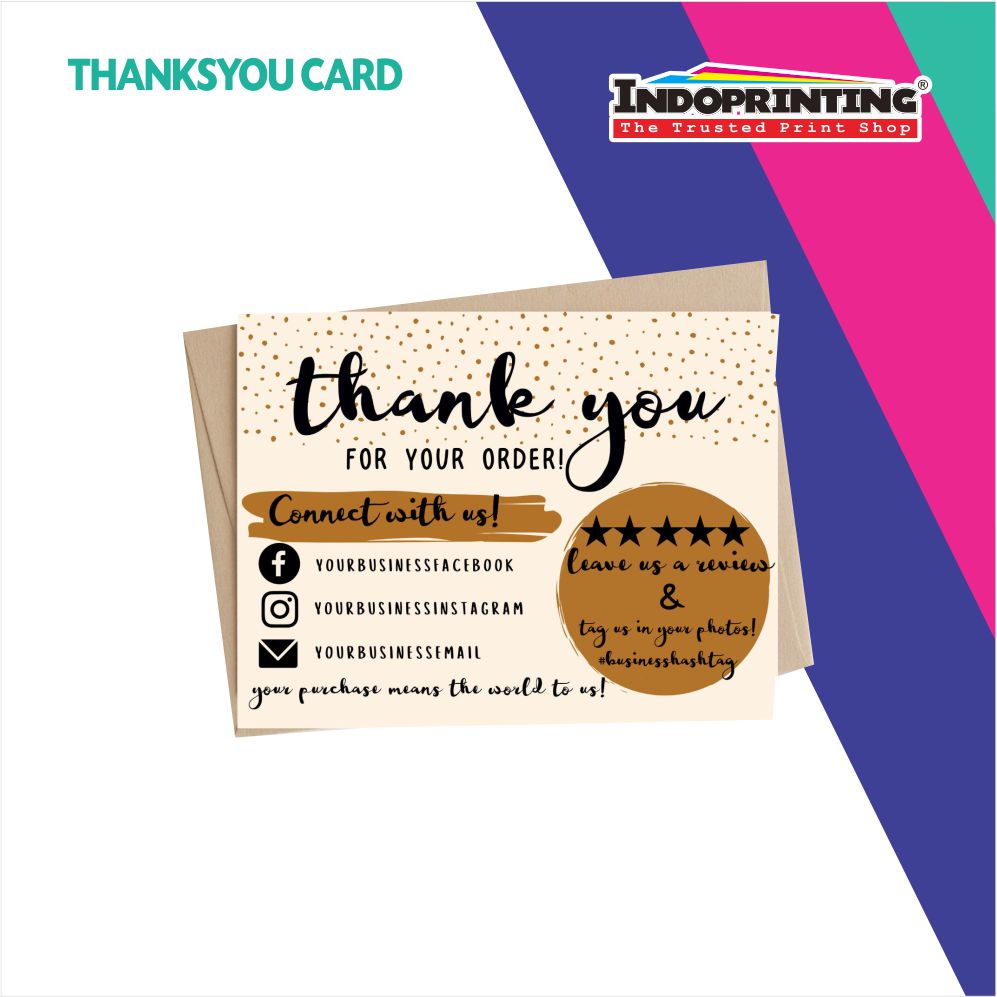 THANKSYOU CARD
INDOPRINTING®
The Trusted Print Shop
thank you
FOR YOUR ORDER!
Connect with us!
YOURBUSINESSFACEBOOK
YOURBUSINESSINSTAGRAM
YOURBUSINESSEMAIL
your purchase means the world to us!
leave us a review
&
tag us in your photos!
#businesshashtag